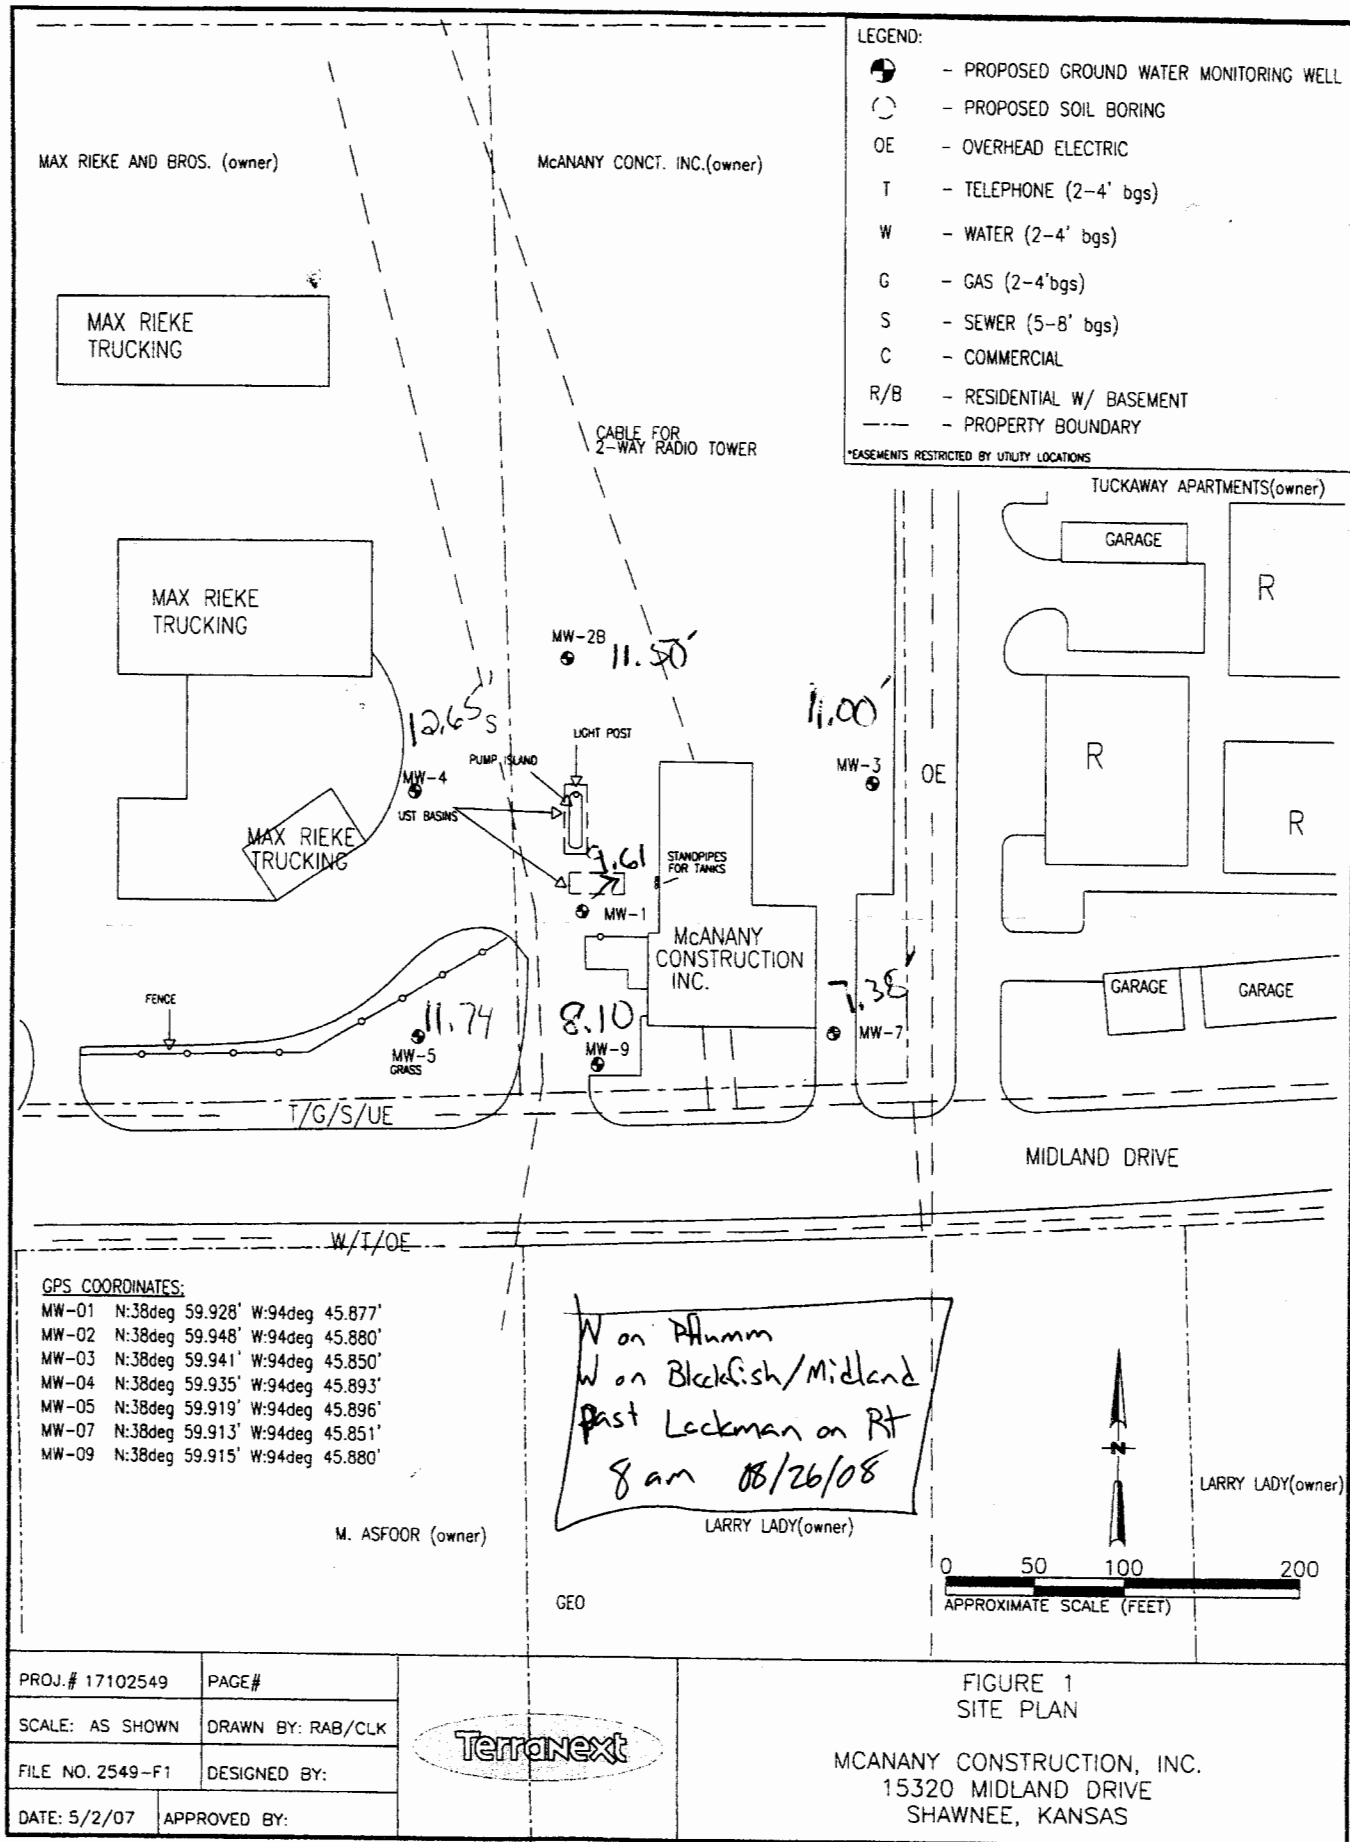 LEGEND:
- PROPOSED GROUND WATER MONITORING WELL
- PROPOSED SOIL BORING
OE - OVERHEAD ELECTRIC
T - TELEPHONE (2-4' bgs)
W - WATER (2-4' bgs)
G - GAS (2-4'bgs)
S - SEWER (5-8' bgs)
C - COMMERCIAL
R/B - RESIDENTIAL W/ BASEMENT
- PROPERTY BOUNDARY
*EASEMENTS RESTRICTED BY UTILITY LOCATIONS
MAX RIEKE AND BROS. (owner)
McANANY CONCT. INC.(owner)
MAX RIEKE
TRUCKING
CABLE FOR
2-WAY RADIO TOWER
TUCKAWAY APARTMENTS(owner)
GARAGE
R
MAX RIEKE
TRUCKING
MW-2B
11.50'
12.65'
S
11.00'
LIGHT POST
PUMP ISLAND
MW-4
UST BASINS
MW-3
OE
R
R
MAX RIEKE
TRUCKING
9.61
STANDPIPES
FOR TANKS
MW-1
McANANY
CONSTRUCTION
INC.
FENCE
11.74
8.10
7.38'
MW-5
GRASS
MW-9
MW-7
GARAGE
GARAGE
T/G/S/UE
MIDLAND DRIVE
W/T/OE
GPS COORDINATES:
MW-01 N:38deg 59.928' W:94deg 45.877'
MW-02 N:38deg 59.948' W:94deg 45.880'
MW-03 N:38deg 59.941' W:94deg 45.850'
MW-04 N:38deg 59.935' W:94deg 45.893'
MW-05 N:38deg 59.919' W:94deg 45.896'
MW-07 N:38deg 59.913' W:94deg 45.851'
MW-09 N:38deg 59.915' W:94deg 45.880'
N on Pflumm
W on Blackfish/Midland
Past Lackman on Rt
8 am 08/26/08
M. ASFOOR (owner)
LARRY LADY(owner)
LARRY LADY(owner)
GEO
N
0 50 100 200
APPROXIMATE SCALE (FEET)
PROJ.# 17102549
PAGE#
SCALE: AS SHOWN
DRAWN BY: RAB/CLK
FILE NO. 2549-F1
DESIGNED BY:
DATE: 5/2/07
APPROVED BY:
TerraNext
FIGURE 1
SITE PLAN
MCANANY CONSTRUCTION, INC.
15320 MIDLAND DRIVE
SHAWNEE, KANSAS